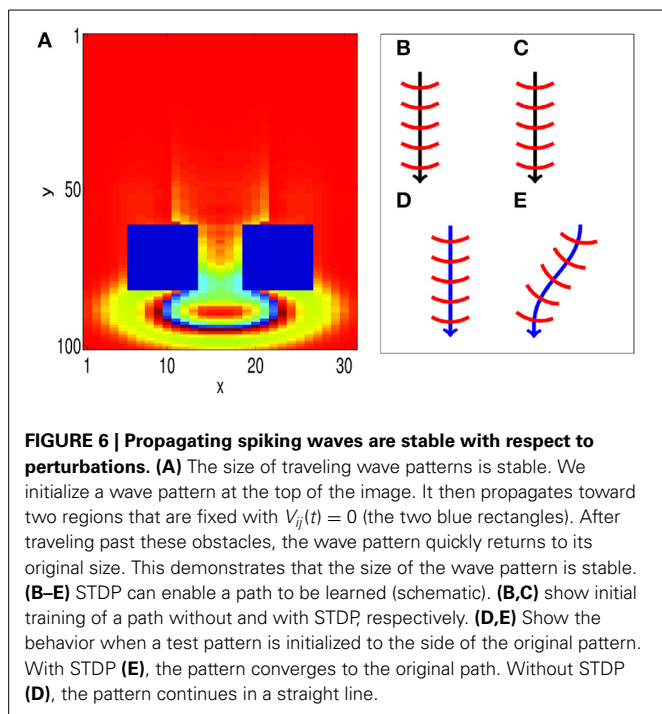 A
1
50
100
y
1
10
20
30
x
B
C
D
E
FIGURE 6 | Propagating spiking waves are stable with respect to
perturbations. (A) The size of traveling wave patterns is stable. We
initialize a wave pattern at the top of the image. It then propagates toward
two regions that are fixed with Vij(t) = 0 (the two blue rectangles). After
traveling past these obstacles, the wave pattern quickly returns to its
original size. This demonstrates that the size of the wave pattern is stable.
(B–E) STDP can enable a path to be learned (schematic). (B,C) show initial
training of a path without and with STDP, respectively. (D,E) Show the
behavior when a test pattern is initialized to the side of the original pattern.
With STDP (E), the pattern converges to the original path. Without STDP
(D), the pattern continues in a straight line.